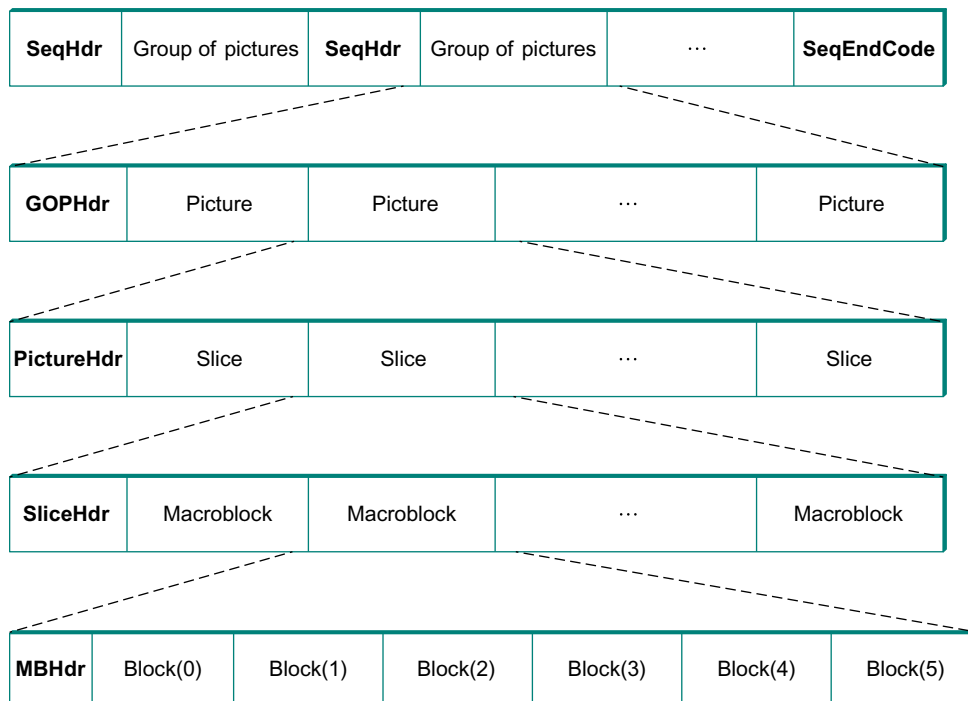 SeqHdr Group of pictures SeqHdr Group of pictures ... SeqEndCode
GOPHdr Picture Picture ... Picture
PictureHdr Slice Slice ... Slice
SliceHdr Macroblock Macroblock ... Macroblock
MBHdr Block(0) Block(1) Block(2) Block(3) Block(4) Block(5)